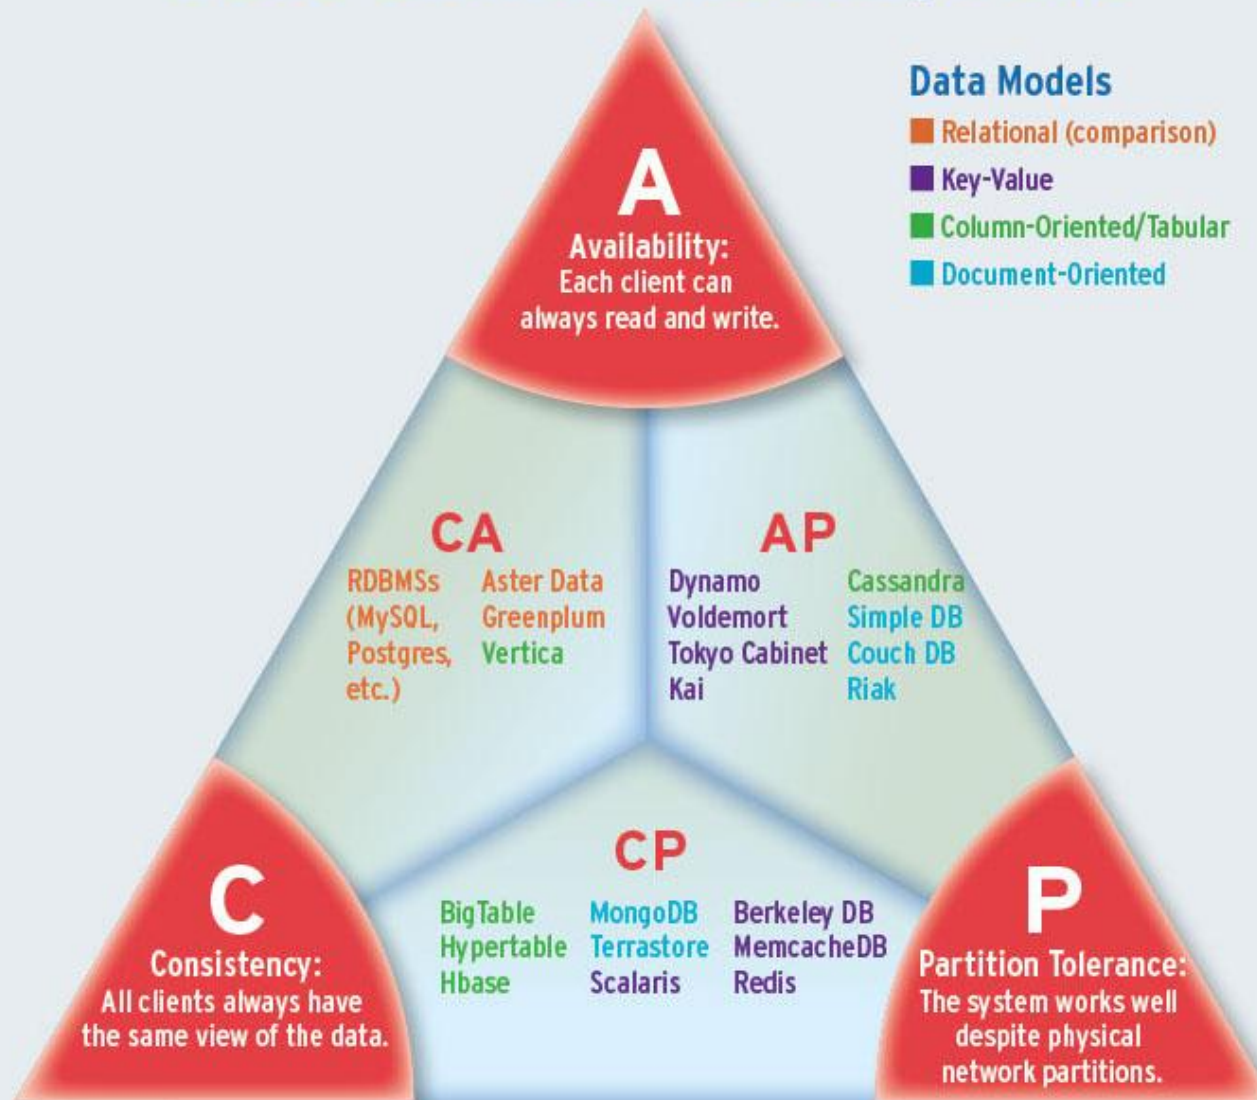 Data Models
Relational (comparison)
Key-Value
Column-Oriented/Tabular
Document-Oriented
A
Availability:
Each client can
always read and write.
CA
RDBMSs
(MySQL,
Postgres,
etc.)
Aster Data
Greenplum
Vertica
AP
Dynamo
Voldemort
Tokyo Cabinet
Kai
Cassandra
Simple DB
Couch DB
Riak
C
Consistency:
All clients always have
the same view of the data.
CP
BigTable
Hypertable
Hbase
MongoDB
Terrastore
Scalaris
Berkeley DB
MemcacheDB
Redis
P
Partition Tolerance:
The system works well
despite physical
network partitions.